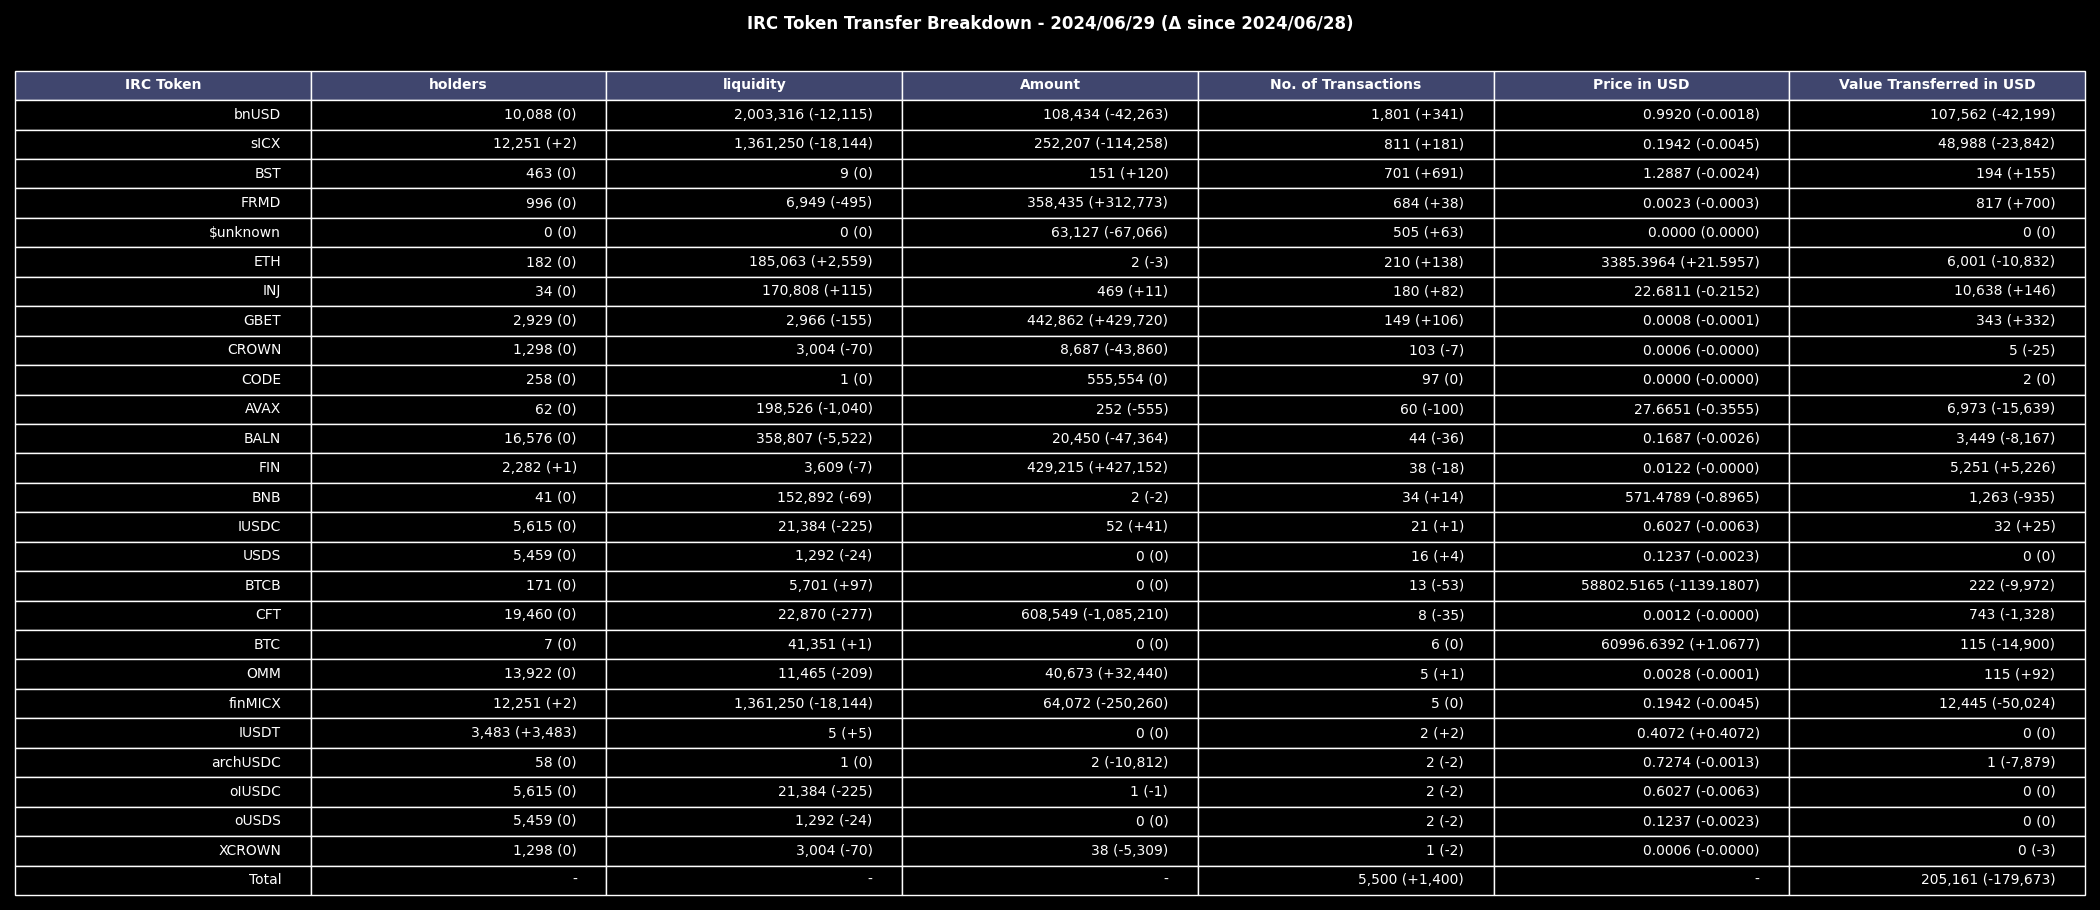 IRC Token Transfer Breakdown - 2024/06/29 (Δ since 2024/06/28)
IRC Token holders liquidity Amount No. of Transactions Price in USD Value Transferred in USD
bnUSD 10,088 (0) 2,003,316 (-12,115) 108,434 (-42,263) 1,801 (+341) 0.9920 (-0.0018) 107,562 (-42,199)
sICX 12,251 (+2) 1,361,250 (-18,144) 252,207 (-114,258) 811 (+181) 0.1942 (-0.0045) 48,988 (-23,842)
BST 463 (0) 9 (0) 151 (+120) 701 (+691) 1.2887 (-0.0024) 194 (+155)
FRMD 996 (0) 6,949 (-495) 358,435 (+312,773) 684 (+38) 0.0023 (-0.0003) 817 (+700)
$unknown 0 (0) 0 (0) 63,127 (-67,066) 505 (+63) 0.0000 (0.0000) 0 (0)
ETH 182 (0) 185,063 (+2,559) 2 (-3) 210 (+138) 3385.3964 (+21.5957) 6,001 (-10,832)
INJ 34 (0) 170,808 (+115) 469 (+11) 180 (+82) 22.6811 (-0.2152) 10,638 (+146)
GBET 2,929 (0) 2,966 (-155) 442,862 (+429,720) 149 (+106) 0.0008 (-0.0001) 343 (+332)
CROWN 1,298 (0) 3,004 (-70) 8,687 (-43,860) 103 (-7) 0.0006 (-0.0000) 5 (-25)
CODE 258 (0) 1 (0) 555,554 (0) 97 (0) 0.0000 (-0.0000) 2 (0)
AVAX 62 (0) 198,526 (-1,040) 252 (-555) 60 (-100) 27.6651 (-0.3555) 6,973 (-15,639)
BALN 16,576 (0) 358,807 (-5,522) 20,450 (-47,364) 44 (-36) 0.1687 (-0.0026) 3,449 (-8,167)
FIN 2,282 (+1) 3,609 (-7) 429,215 (+427,152) 38 (-18) 0.0122 (-0.0000) 5,251 (+5,226)
BNB 41 (0) 152,892 (-69) 2 (-2) 34 (+14) 571.4789 (-0.8965) 1,263 (-935)
IUSDC 5,615 (0) 21,384 (-225) 52 (+41) 21 (+1) 0.6027 (-0.0063) 32 (+25)
USDS 5,459 (0) 1,292 (-24) 0 (0) 16 (+4) 0.1237 (-0.0023) 0 (0)
BTCB 171 (0) 5,701 (+97) 0 (0) 13 (-53) 58802.5165 (-1139.1807) 222 (-9,972)
CFT 19,460 (0) 22,870 (-277) 608,549 (-1,085,210) 8 (-35) 0.0012 (-0.0000) 743 (-1,328)
BTC 7 (0) 41,351 (+1) 0 (0) 6 (0) 60996.6392 (+1.0677) 115 (-14,900)
OMM 13,922 (0) 11,465 (-209) 40,673 (+32,440) 5 (+1) 0.0028 (-0.0001) 115 (+92)
finMICX 12,251 (+2) 1,361,250 (-18,144) 64,072 (-250,260) 5 (0) 0.1942 (-0.0045) 12,445 (-50,024)
IUSDT 3,483 (+3,483) 5 (+5) 0 (0) 2 (+2) 0.4072 (+0.4072) 0 (0)
archUSDC 58 (0) 1 (0) 2 (-10,812) 2 (-2) 0.7274 (-0.0013) 1 (-7,879)
oIUSDC 5,615 (0) 21,384 (-225) 1 (-1) 2 (-2) 0.6027 (-0.0063) 0 (0)
oUSDS 5,459 (0) 1,292 (-24) 0 (0) 2 (-2) 0.1237 (-0.0023) 0 (0)
XCROWN 1,298 (0) 3,004 (-70) 38 (-5,309) 1 (-2) 0.0006 (-0.0000) 0 (-3)
Total - - - 5,500 (+1,400) - 205,161 (-179,673)